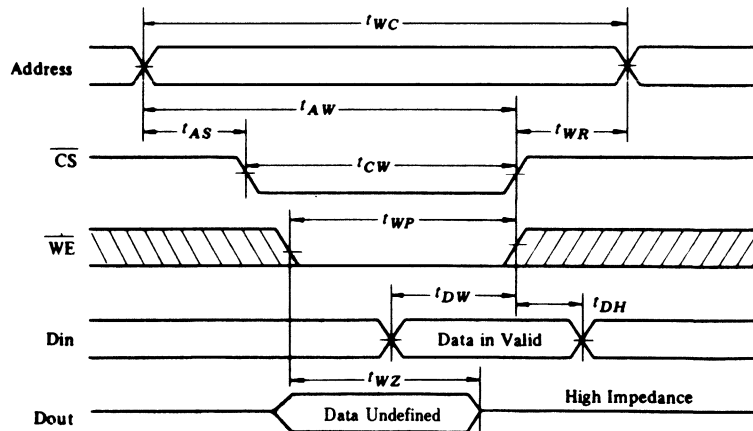 tWC
Address
tAW
tAS
tWR
CS
tCW
tWP
WE
tDW
tDH
Din
Data in Valid
tWZ
High Impedance
Dout
Data Undefined